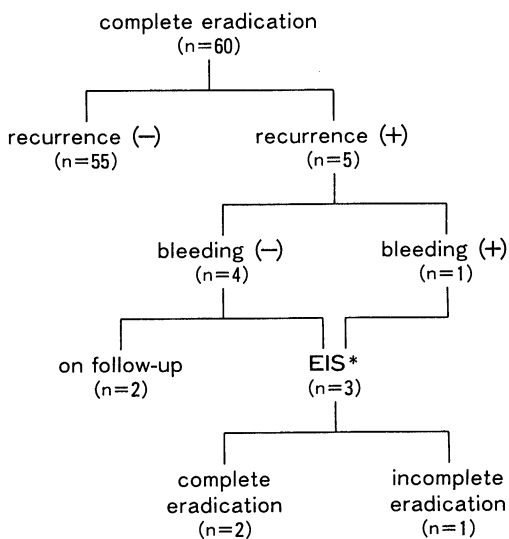 complete eradication
(n=60)
recurrence (—)
(n=55)
recurrence (+)
(n=5)
bleeding (—)
(n=4)
bleeding (+)
(n=1)
on follow-up
(n=2)
EIS*
(n=3)
complete
eradication
(n=2)
incomplete
eradication
(n=1)